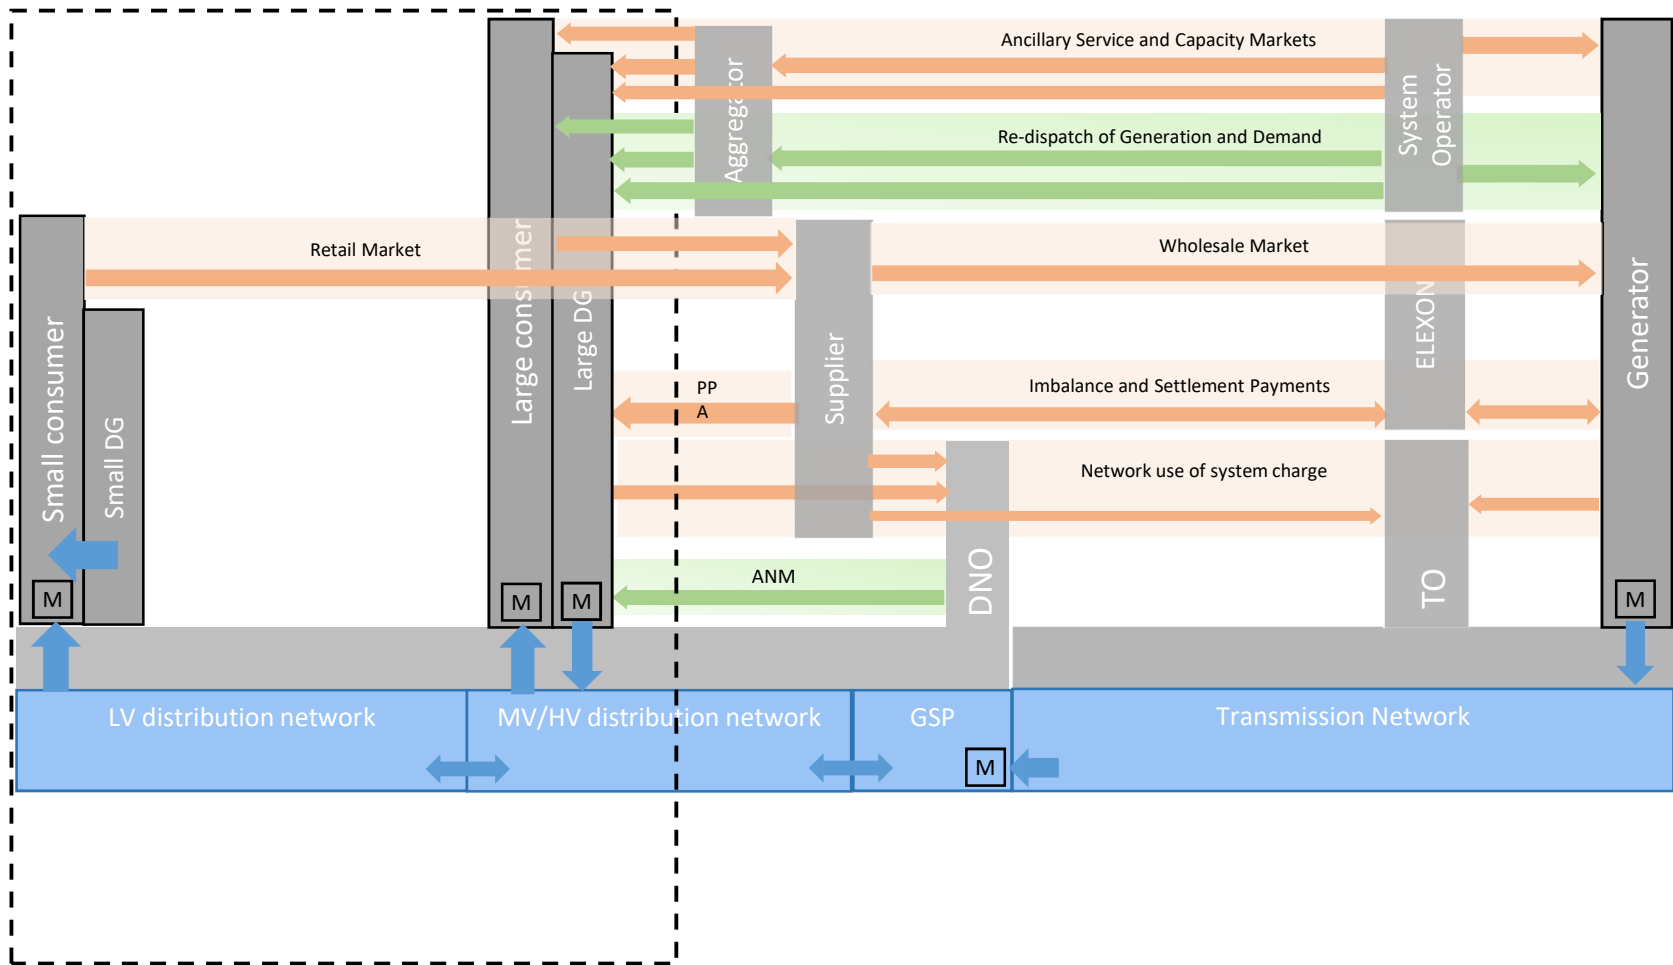 Ancillary Service and Capacity Markets
Aggregator
System
Operator
Re-dispatch of Generation and Demand
Retail Market
Wholesale Market
Large consumer
Large DG
Small consumer
Small DG
Supplier
ELEXON
Generator
PP
A
Imbalance and Settlement Payments
Network use of system charge
DNO
TO
ANM
M
M
M
M
LV distribution network
MV/HV distribution network
GSP
Transmission Network
M